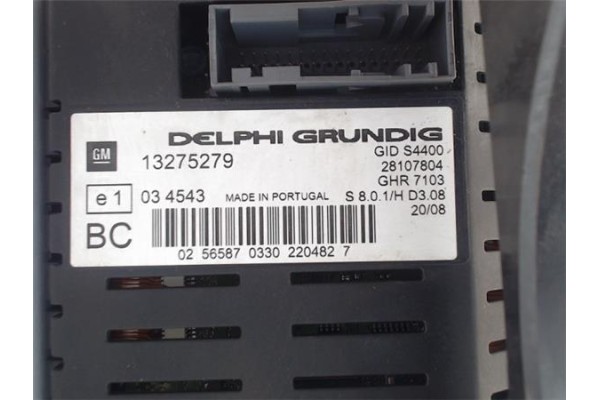 DELPHI GRUNDIG
GM 13275279 GID S4400
28107804
GHR 7103
e1 03 4543 MADE IN PORTUGAL S 8.0.1/H D3.08
20/08
BC
02 56587 0330 220482 7